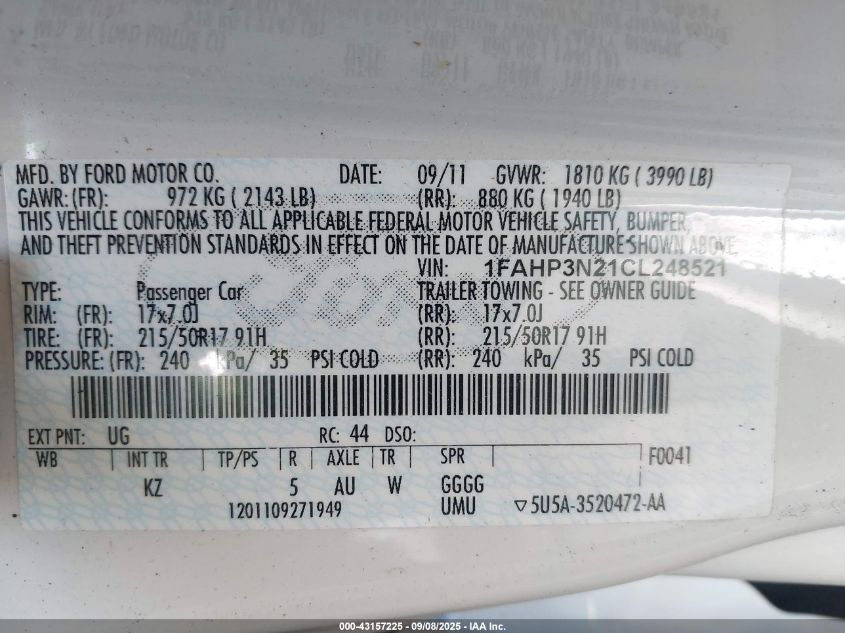 MFD. BY FORD MOTOR CO. DATE: 09/11 GVWR: 1810 KG ( 3990 LB)
GAWR: (FR): 972 KG ( 2143 LB) (RR): 880 KG ( 1940 LB)
THIS VEHICLE CONFORMS TO ALL APPLICABLE FEDERAL MOTOR VEHICLE SAFETY, BUMPER,
AND THEFT PREVENTION STANDARDS IN EFFECT ON THE DATE OF MANUFACTURE SHOWN ABOVE.
VIN: 1FAHP3N21CL248521
TYPE: Passenger Car TRAILER TOWING - SEE OWNER GUIDE
RIM: (FR): 17x7.0J (RR): 17x7.0J
TIRE: (FR): 215/50R17 91H (RR): 215/50R17 91H
PRESSURE: (FR): 240 kPa/ 35 PSI COLD (RR): 240 kPa/ 35 PSI COLD
EXT PNT: UG RC: 44 DSO:
WB INT TR TP/PS R AXLE TR SPR F0041
KZ 5 AU W GGGG
1201109271949 UMU ▽5U5A-3520472-AA
000-43157225 - 09/08/2025 - IAA Inc.